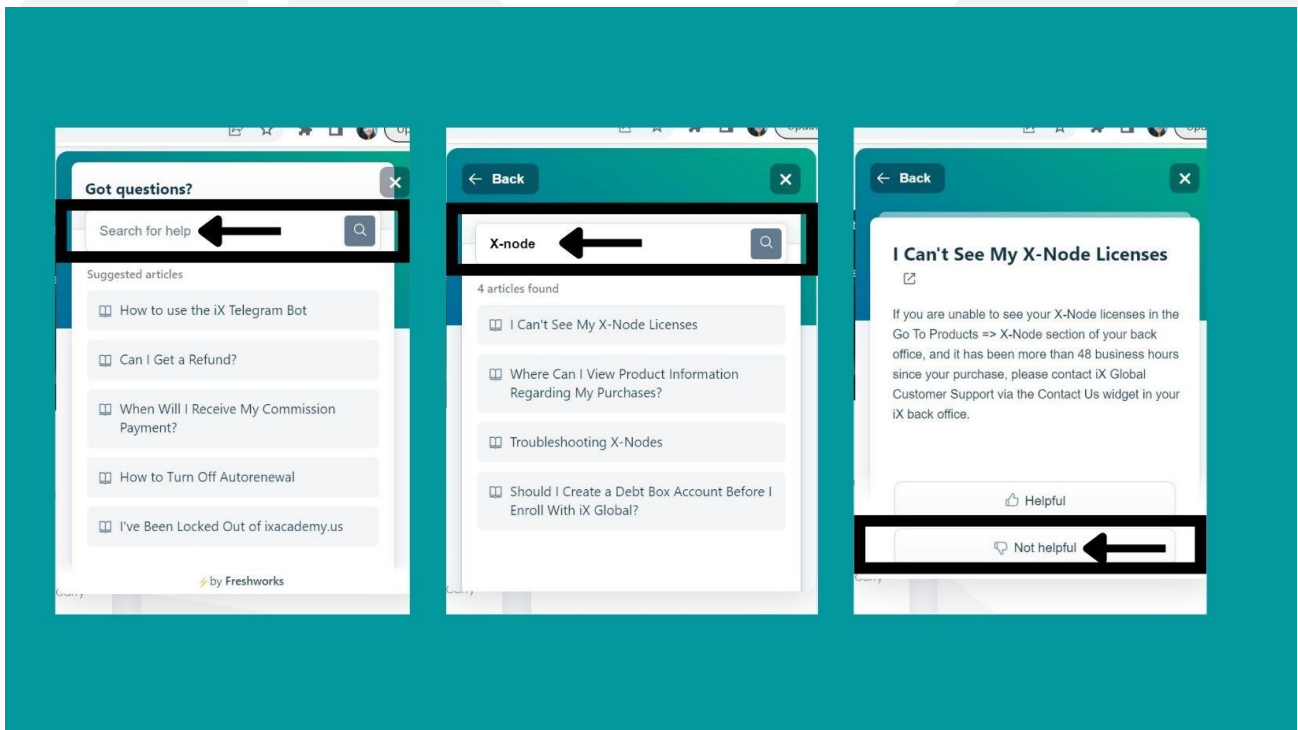 Got questions?
Search for help
Suggested articles
How to use the iX Telegram Bot
Can I Get a Refund?
When Will I Receive My Commission
Payment?
How to Turn Off Autorenewal
I've Been Locked Out of ixacademy.us
by Freshworks
Back
X-node
4 articles found
I Can't See My X-Node Licenses
Where Can I View Product Information
Regarding My Purchases?
Troubleshooting X-Nodes
Should I Create a Debt Box Account Before I
Enroll With iX Global?
Back
I Can't See My X-Node Licenses
If you are unable to see your X-Node licenses in the
Go To Products => X-Node section of your back
office, and it has been more than 48 business hours
since your purchase, please contact iX Global
Customer Support via the Contact Us widget in your
iX back office.
Helpful
Not helpful